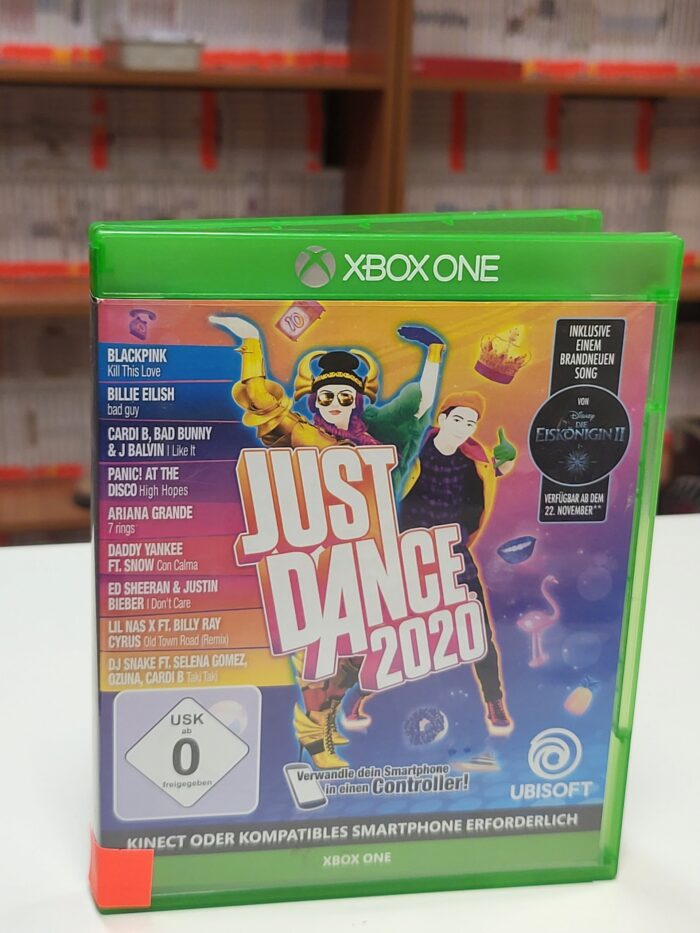 XBOX ONE
BLACKPINK
Kill This Love
BILLIE EILISH
bad guy
CARDI B, BAD BUNNY
& J BALVIN I Like It
PANIC! AT THE
DISCO High Hopes
ARIANA GRANDE
7 rings
DADDY YANKEE
FT. SNOW Con Calma
ED SHEERAN & JUSTIN
BIEBER I Don't Care
LIL NAS X FT. BILLY RAY
CYRUS Old Town Road (Remix)
DJ SNAKE FT. SELENA GOMEZ,
OZUNA, CARDI B Taki Taki
10
JUST
DANCE
2020
INKLUSIVE
EINEM
BRANDNEUEN
SONG
VON
Disney
DIE
EISKÖNIGIN II
VERFÜGBAR AB DEM
22. NOVEMBER**
USK
ab
0
freigegeben
Verwandle dein Smartphone
in einen Controller!
UBISOFT
KINECT ODER KOMPATIBLES SMARTPHONE ERFORDERLICH
XBOX ONE